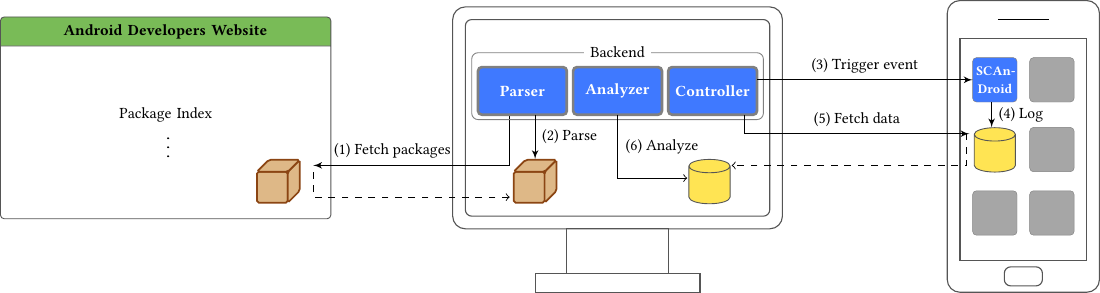 Android Developers Website
Package Index
(1) Fetch packages
Backend
Parser
Analyzer
Controller
(2) Parse
(6) Analyze
(3) Trigger event
(5) Fetch data
SCAn-
Droid
(4) Log